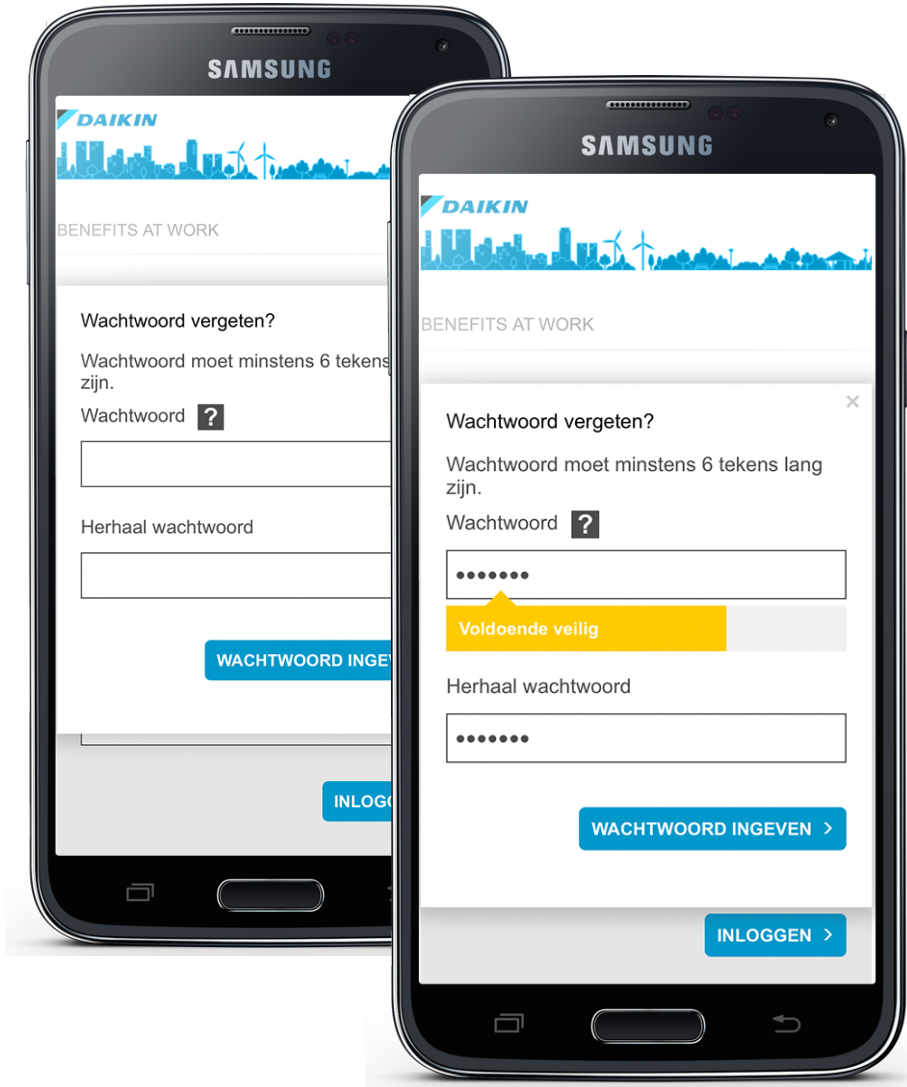 SAMSUNG
DAIKIN
BENEFITS AT WORK
Wachtwoord vergeten?
Wachtwoord moet minstens 6 tekens
zijn.
Wachtwoord ?
Herhaal wachtwoord
WACHTWOORD INGEV
INLOGG
SAMSUNG
DAIKIN
BENEFITS AT WORK
×
Wachtwoord vergeten?
Wachtwoord moet minstens 6 tekens lang
zijn.
Wachtwoord ?
•••••••
Voldoende veilig
Herhaal wachtwoord
•••••••
WACHTWOORD INGEVEN >
INLOGGEN >